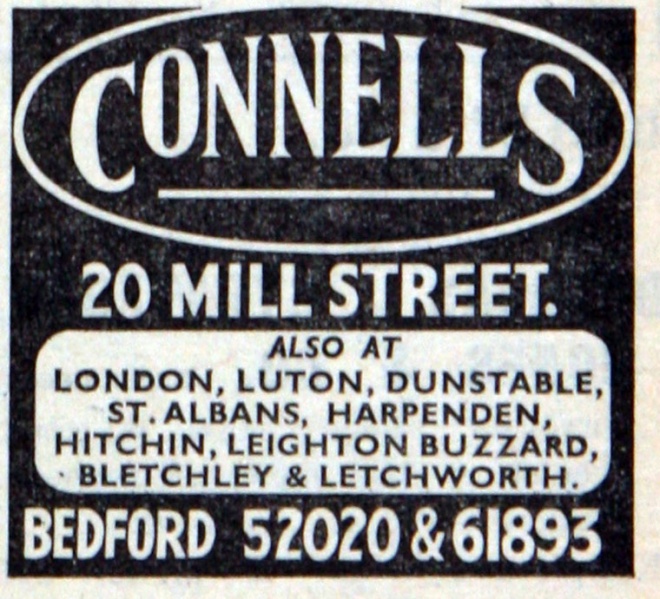 CONNELLS
20 MILL STREET.
ALSO AT
LONDON, LUTON, DUNSTABLE,
ST. ALBANS, HARPENDEN,
HITCHIN, LEIGHTON BUZZARD,
BLETCHLEY & LETCHWORTH.
BEDFORD 52020 & 61893